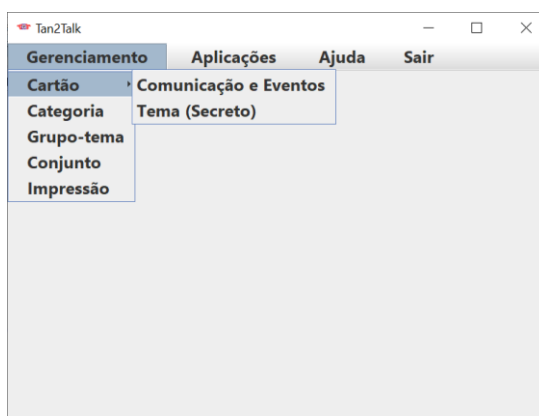 Tan2Talk
Gerenciamento Aplicações Ajuda Sair
Cartão Comunicação e Eventos
Categoria Tema (Secreto)
Grupo-tema
Conjunto
Impressão